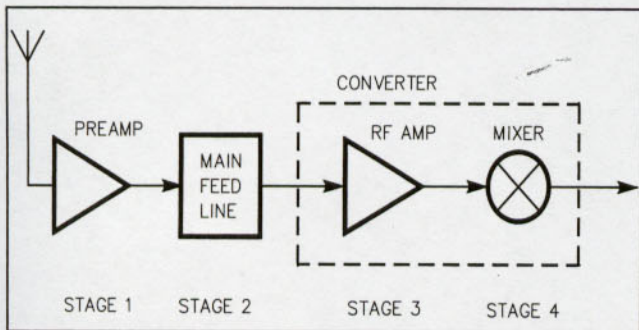 CONVERTER
PREAMP
RF AMP
MIXER
MAIN
FEED
LINE
STAGE 1
STAGE 2
STAGE 3
STAGE 4